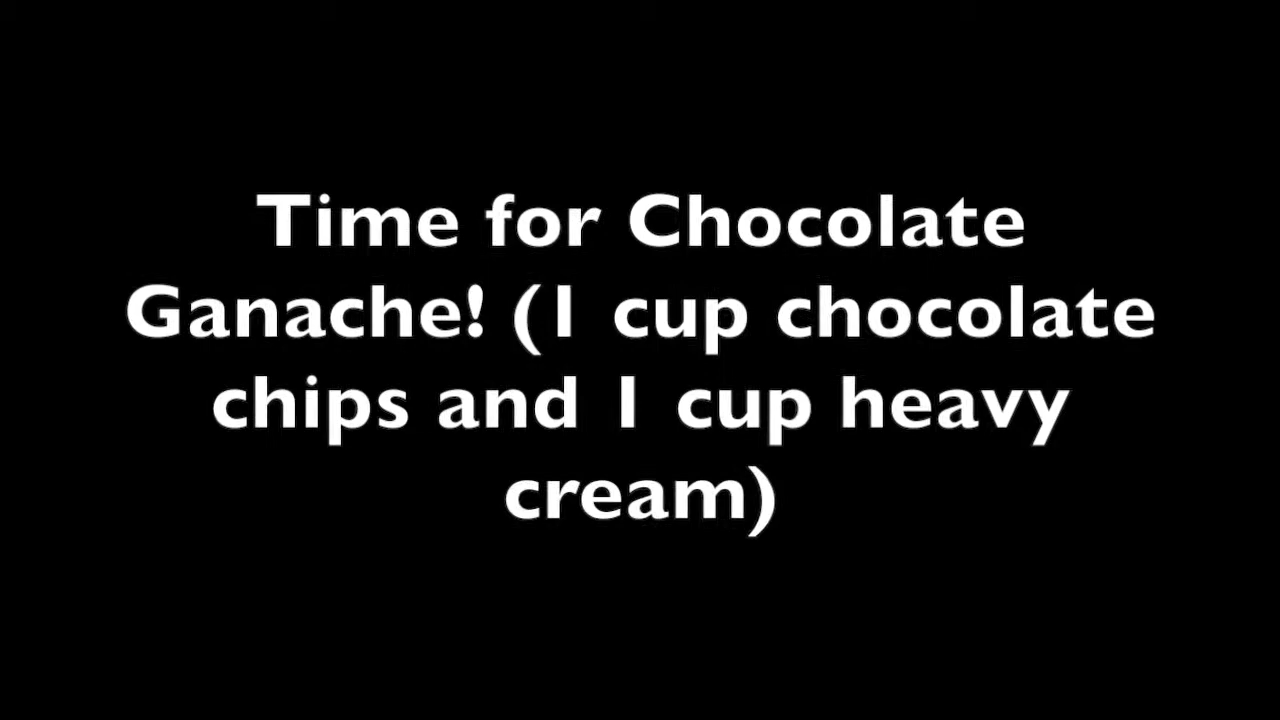 Time for Chocolate
Ganache! (1 cup chocolate
chips and 1 cup heavy
cream)